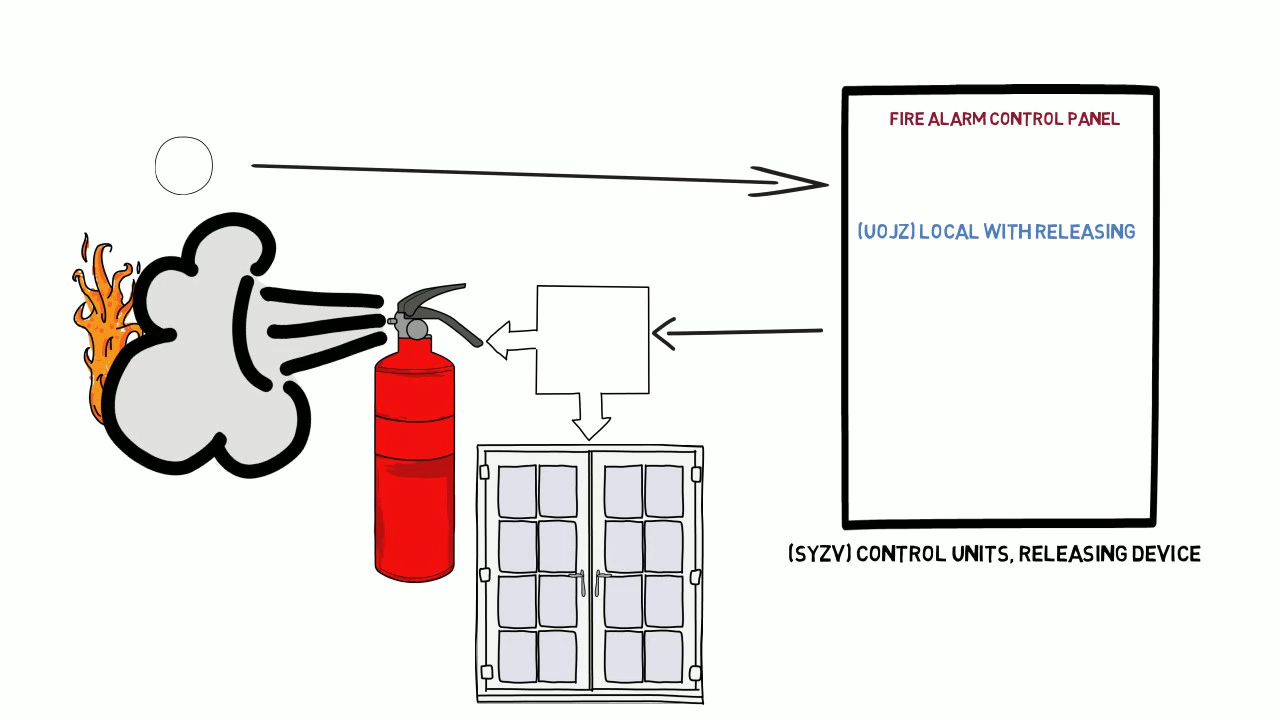 FIRE ALARM CONTROL PANEL
(UOJZ) LOCAL WITH RELEASING
(SYZV) CONTROL UNITS, RELEASING DEVICE